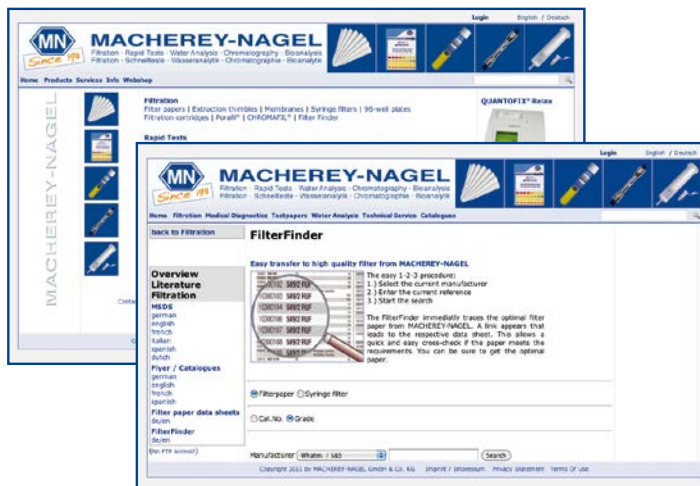 Login English / Deutsch
MN
Since 1911
MACHEREY-NAGEL
Filtration · Rapid Tests · Water Analysis · Chromatography · Bioanalysis
Filtration · Schnellteste · Wasseranalytik · Chromatographie · Bioanalytik
Home Products Services Info Webshop
MACHEREY-NAGEL
Filtration
Filter papers | Extraction thimbles | Membranes | Syringe filters | 96-well plates
Filtration cartridges | Porafil® | CHROMAFIL® | Filter Finder
Rapid Tests
QUANTOFIX® Relax
Login English / Deutsch
MN
Since 1911
MACHEREY-NAGEL
Filtration · Rapid Tests · Water Analysis · Chromatography · Bioanalysis
Filtration · Schnellteste · Wasseranalytik · Chromatographie · Bioanalytik
Home Filtration Medical Diagnostics Testpapers Water Analysis Technical Service Catalogues
back to Filtration
Overview
Literature
Filtration
MSDS
german
english
french
italian
spanish
dutch
Flyer / Catalogues
german
english
french
spanish
Filter paper data sheets
de/en
FilterFinder
de/en
(no FTP access!)
FilterFinder
Easy transfer to high quality filter from MACHEREY-NAGEL
The easy 1-2-3 procedure:
1.) Select the current manufacturer
2.) Enter the current reference
3.) Start the search
The FilterFinder immediatly traces the optimal filter
paper from MACHEREY-NAGEL. A link appears that
leads to the respective data sheet. This allows a
quick and easy cross-check if the paper meets the
requirements. You can be sure to get the optimal
paper.
Filterpaper Syringe filter
Cat.No. Grade
Manufacturer Whatm. / S&S Search
Copyright 2011 by MACHEREY-NAGEL GmbH & Co. KG Imprint / Impressum Privacy Statement Terms Of Use